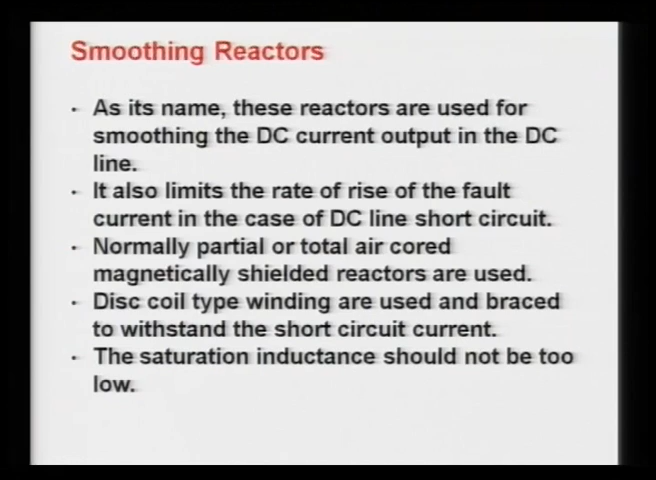 Smoothing Reactors
· As its name, these reactors are used for
smoothing the DC current output in the DC
line.
· It also limits the rate of rise of the fault
current in the case of DC line short circuit.
· Normally partial or total air cored
magnetically shielded reactors are used.
· Disc coil type winding are used and braced
to withstand the short circuit current.
· The saturation inductance should not be too
low.